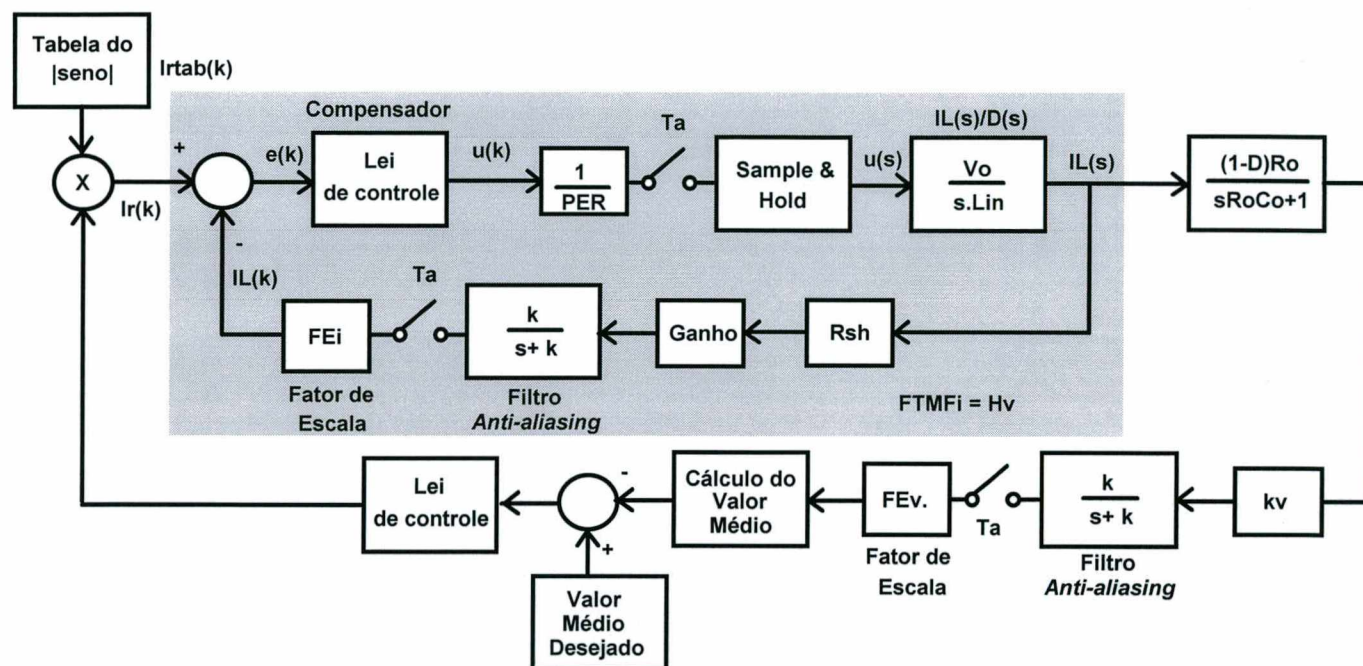 Tabela do
|seno|
Irtab(k)
X
Ir(k)
+
-
Compensador
e(k)
Lei
de controle
u(k)
1
PER
Ta
Sample &
Hold
u(s)
IL(s)/D(s)
Vo
s.Lin
IL(s)
(1-D)Ro
sRoCo+1
IL(k)
FEi
Fator de
Escala
Ta
k
s+ k
Filtro
Anti-aliasing
Ganho
Rsh
FTMFi = Hv
Lei
de controle
-
+
Valor
Médio
Desejado
Cálculo do
Valor
Médio
FEv.
Fator de
Escala
Ta
k
s+ k
Filtro
Anti-aliasing
kv